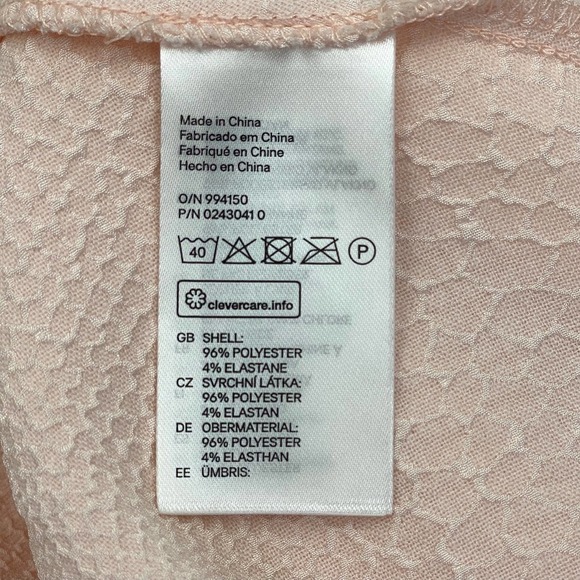 Made in China
Fabricado em China
Fabriqué en Chine
Hecho en China
O/N 994150
P/N 0243041 0
40 P
clevercare.info
GB SHELL:
96% POLYESTER
4% ELASTANE
CZ SVRCHNÍ LÁTKA:
96% POLYESTER
4% ELASTAN
DE OBERMATERIAL:
96% POLYESTER
4% ELASTHAN
EE ÜMBRIS: